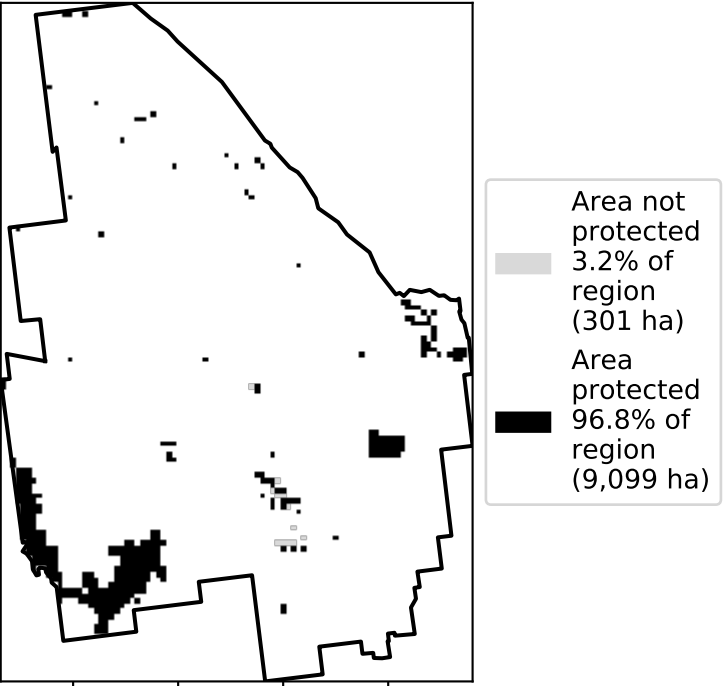 Area not
protected
3.2% of
region
(301 ha)
Area
protected
96.8% of
region
(9,099 ha)